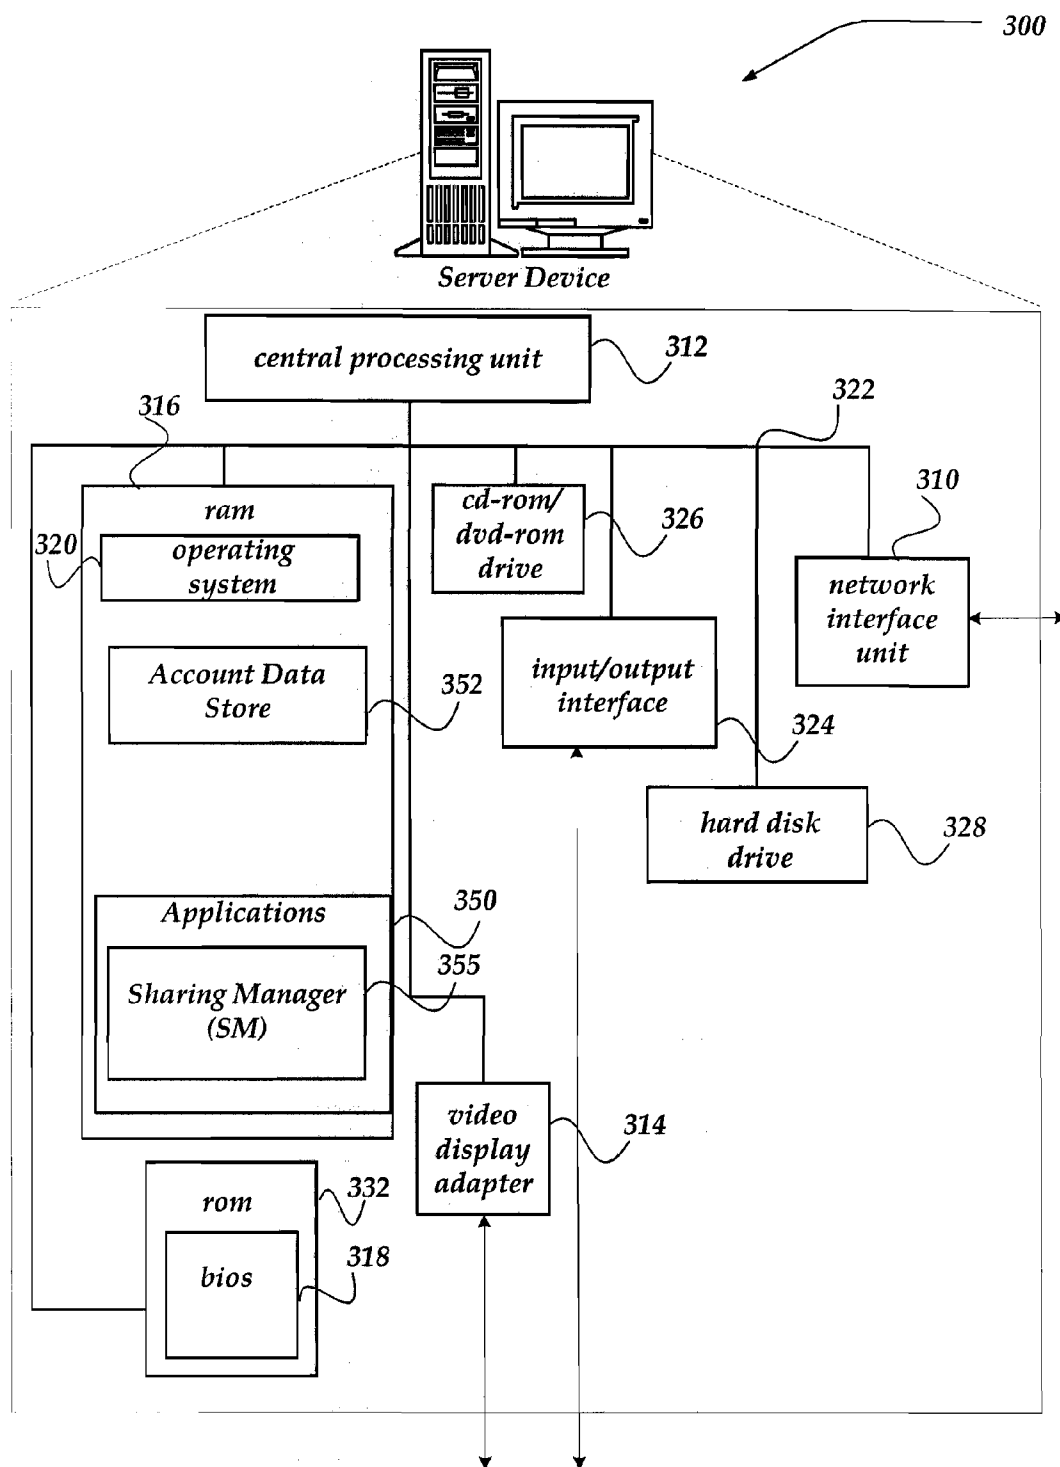 300
Server Device
central processing unit
312
322
316
ram
cd-rom/
dvd-rom
drive
326
310
320
operating
system
network
interface
unit
Account Data
Store
352
input/output
interface
324
hard disk
drive
328
Applications
350
355
Sharing Manager
(SM)
video
display
adapter
314
rom
332
bios
318